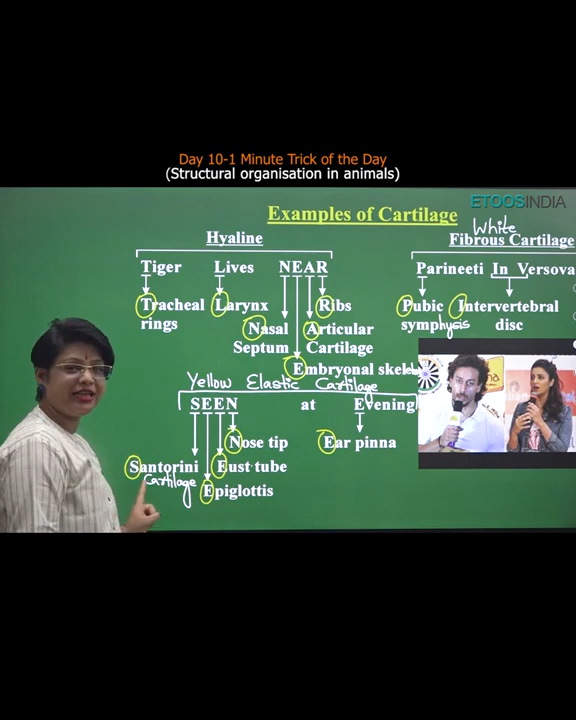 Day 10-1 Minute Trick of the Day
(Structural organisation in animals)
ETOOSINDIA
Examples of Cartilage
Hyaline
White
Fibrous Cartilage
Tiger Lives NEAR
Parineeti In Versova
Tracheal rings
Larynx
Ribs
Nasal Septum
Articular Cartilage
Embryonal
Pubic symphysis
Intervertebral disc
Yellow Elastic Cartilage
SEEN at Evening
Nose tip
Ear pinna
Santorini Cartilage
Eust tube
Epiglottis